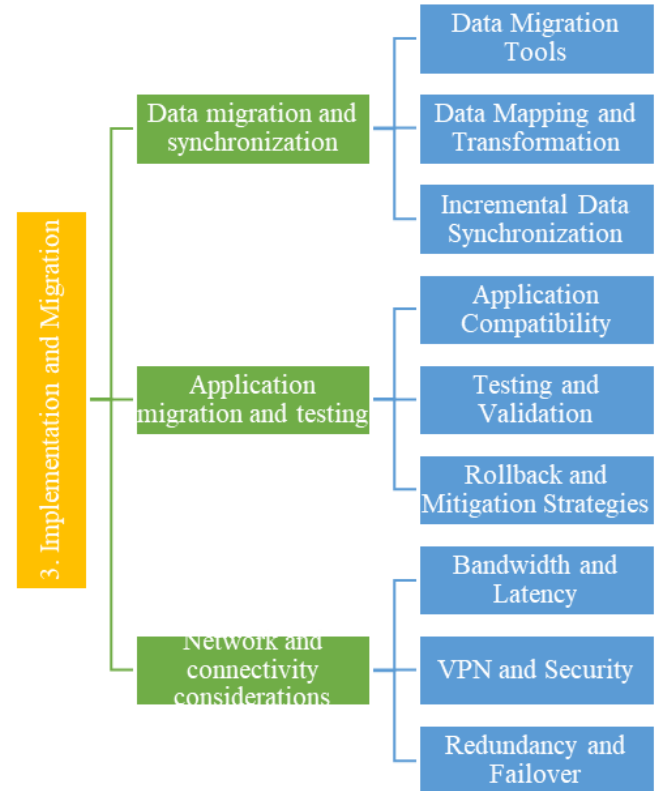 3. Implementation and Migration
Data migration and
synchronization
Data Migration
Tools
Data Mapping and
Transformation
Incremental Data
Synchronization
Application
migration and testing
Application
Compatibility
Testing and
Validation
Rollback and
Mitigation Strategies
Network and
connectivity
considerations
Bandwidth and
Latency
VPN and Security
Redundancy and
Failover